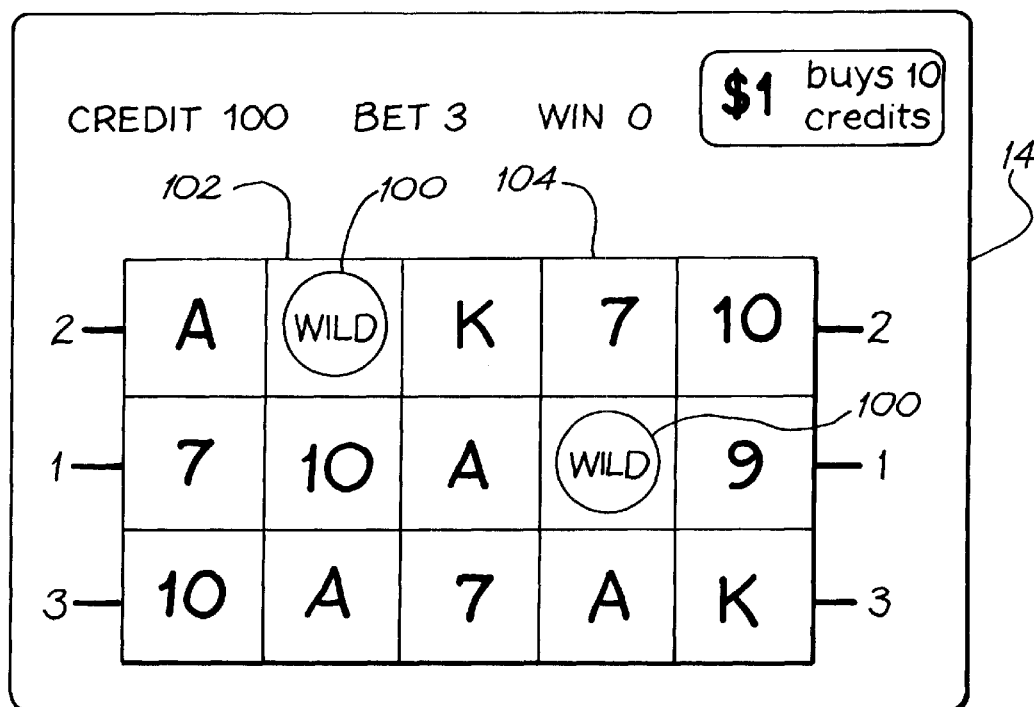 $1 buys 10
credits
CREDIT 100 BET 3 WIN 0
14
102 100 104
2 A WILD K 7 10 2
100
1 7 10 A WILD 9 1
3 10 A 7 A K 3